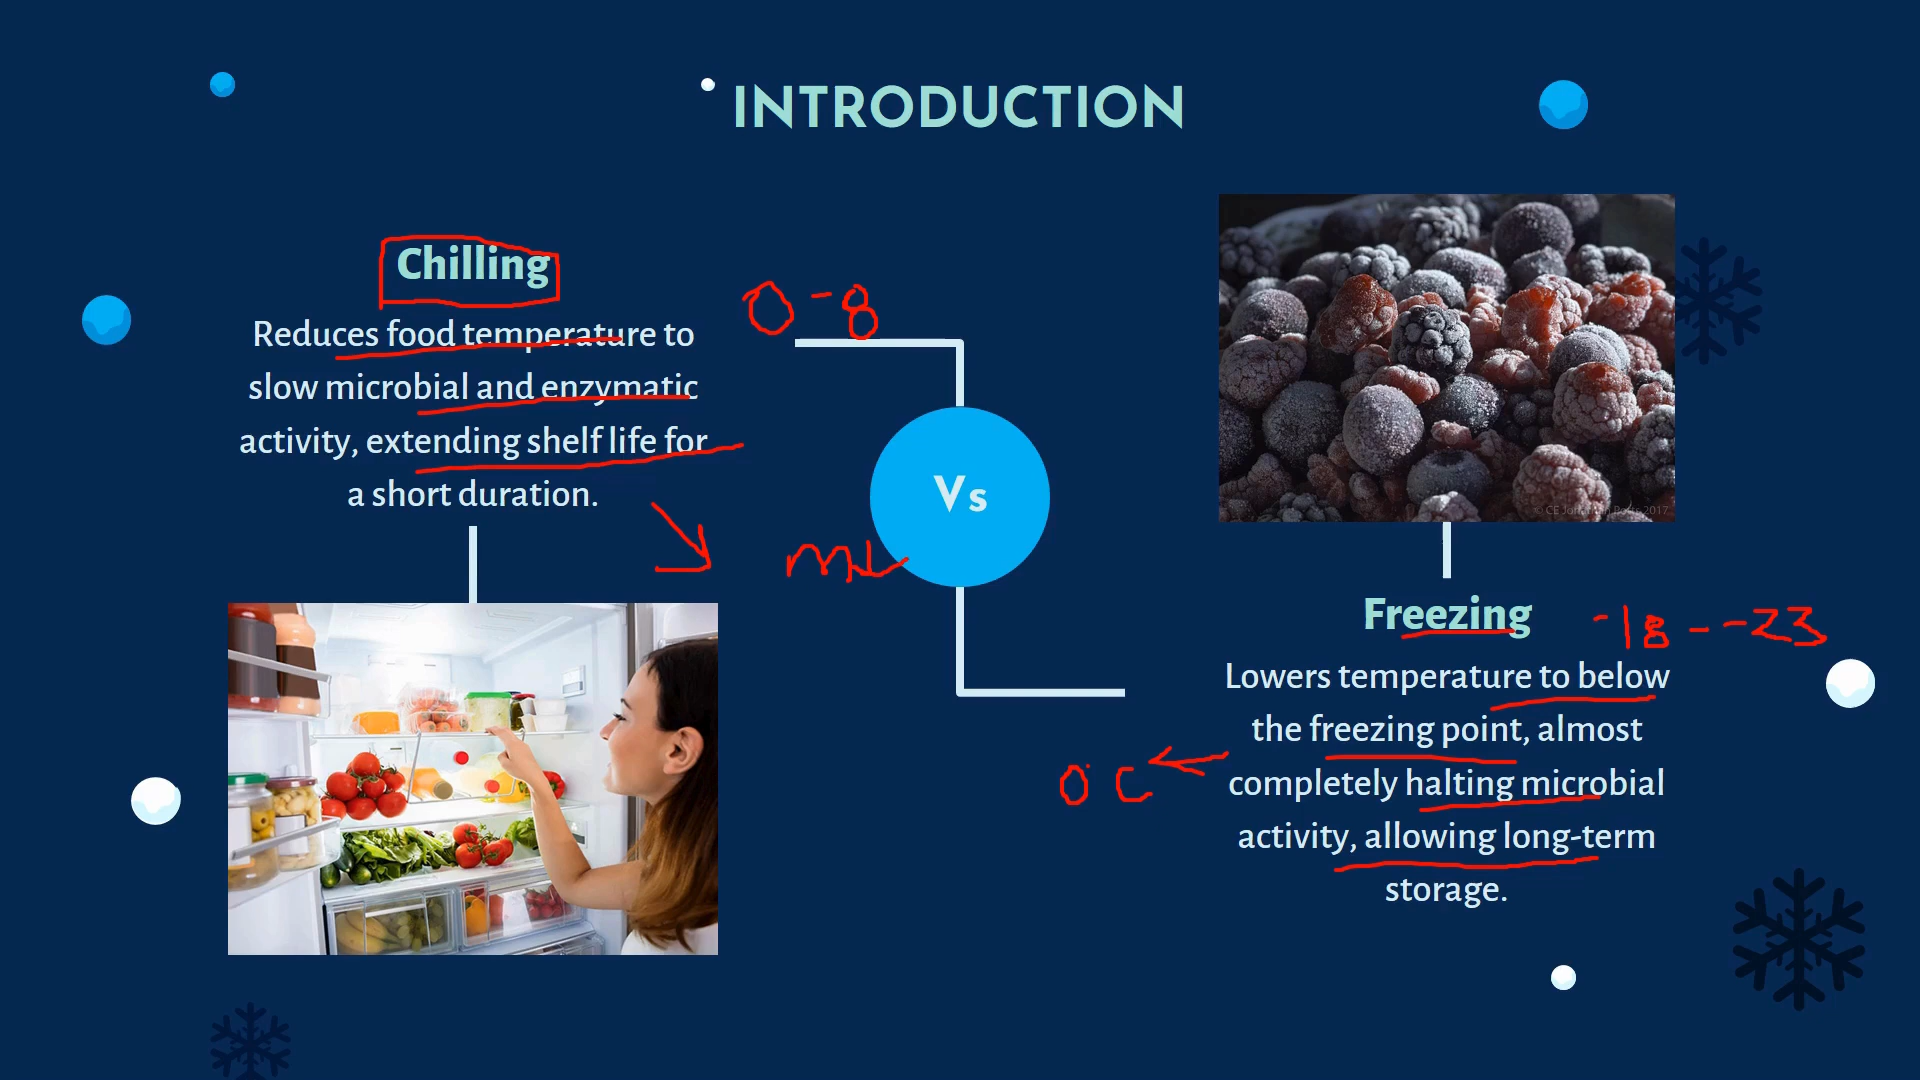 INTRODUCTION
Chilling
Reduces food temperature to
slow microbial and enzymatic
activity, extending shelf life for
a short duration.
0 - 8
Vs
Freezing
-18 - -23
Lowers temperature to below
the freezing point, almost
completely halting microbial
activity, allowing long-term
storage.
0° C